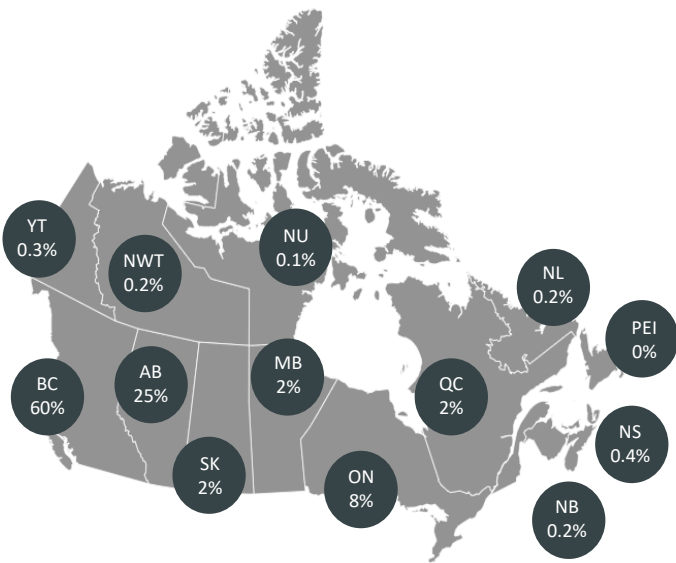 YT
0.3%
NWT
0.2%
NU
0.1%
NL
0.2%
PEI
0%
BC
60%
AB
25%
MB
2%
QC
2%
NS
0.4%
SK
2%
ON
8%
NB
0.2%